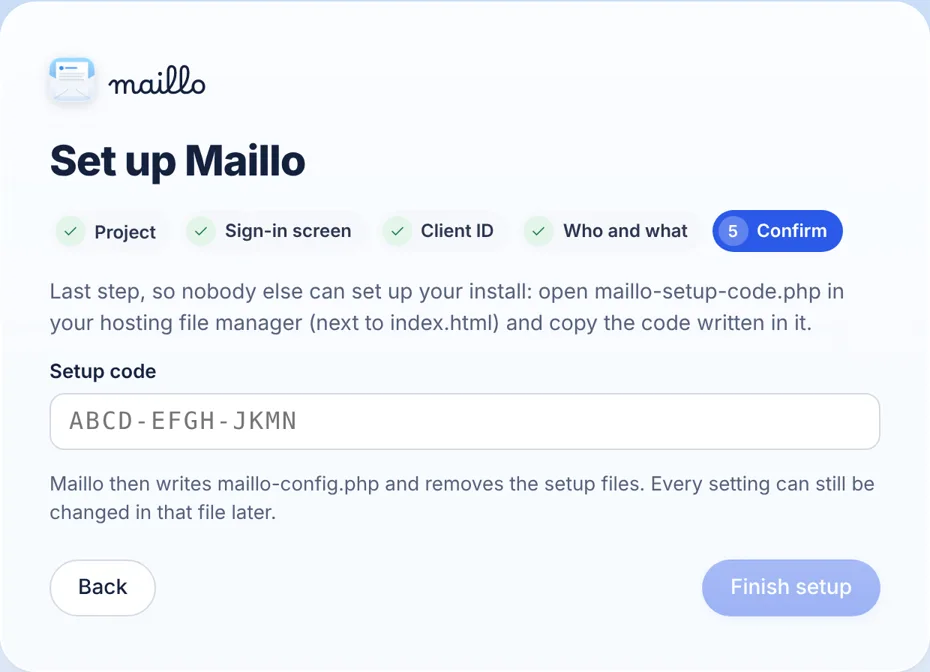 maillo
Set up Maillo
Project
Sign-in screen
Client ID
Who and what
5 Confirm
Last step, so nobody else can set up your install: open maillo-setup-code.php in
your hosting file manager (next to index.html) and copy the code written in it.
Setup code
ABCD-EFGH-JKMN
Maillo then writes maillo-config.php and removes the setup files. Every setting can still be
changed in that file later.
Back
Finish setup